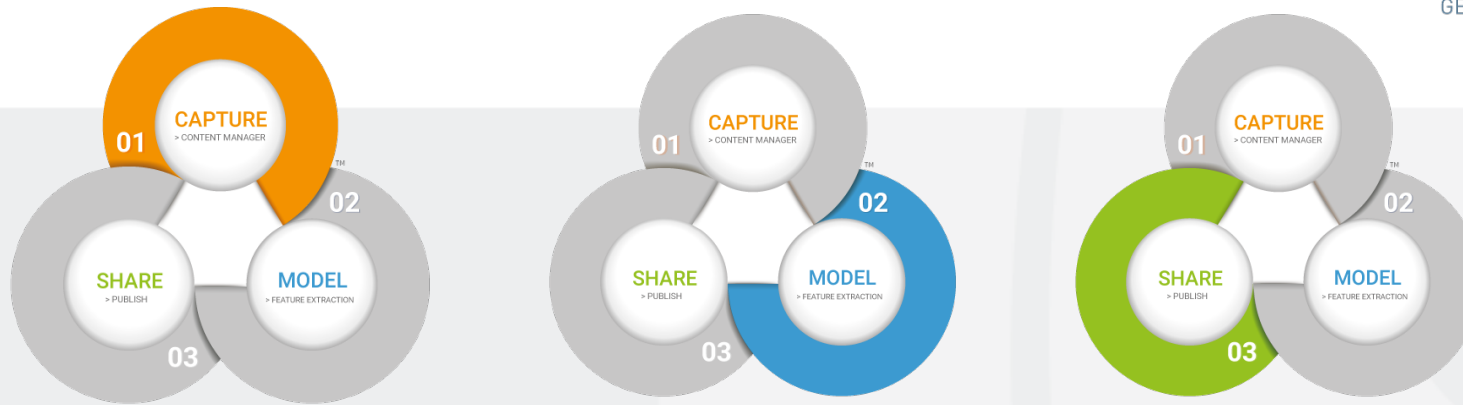 GE
CAPTURE
> CONTENT MANAGER
01
TM
02
SHARE
> PUBLISH
MODEL
> FEATURE EXTRACTION
03
CAPTURE
> CONTENT MANAGER
01
TM
02
SHARE
> PUBLISH
MODEL
> FEATURE EXTRACTION
03
CAPTURE
> CONTENT MANAGER
01
TM
02
SHARE
> PUBLISH
MODEL
> FEATURE EXTRACTION
03